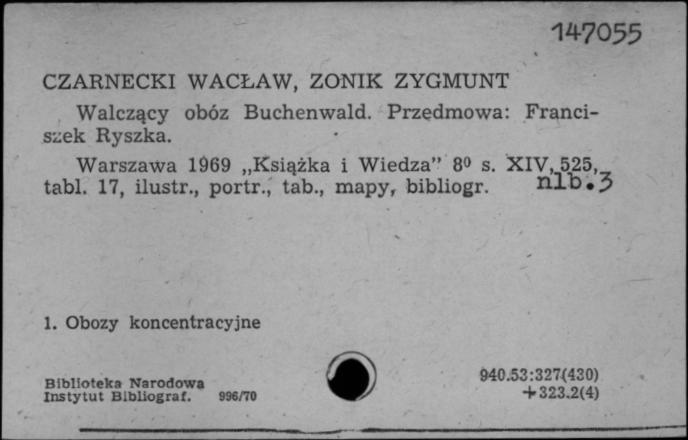 147055
CZARNECKI WACŁAW, ZONIK ZYGMUNT
Walczący obóz Buchenwald. Przedmowa: Franci-
szek Ryszka.
Warszawa 1969 „Książka i Wiedza” 8⁰ s. XIV, 525,
tabl. 17, ilustr., portr., tab., mapy, bibliogr. nlb. 3
1. Obozy koncentracyjne
Biblioteka Narodowa
Instytut Bibliograf. 996/70
940.53:327(430)
+323.2(4)